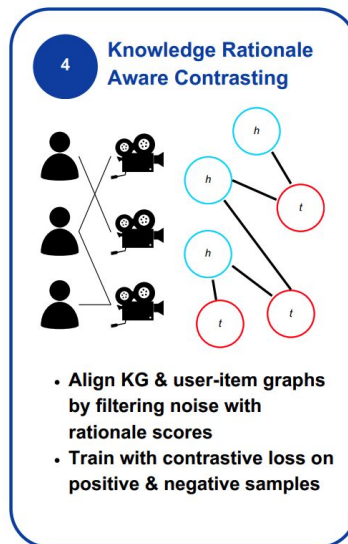 4
Knowledge Rationale
Aware Contrasting
h
h
t
h
t
t
• Align KG & user-item graphs
by filtering noise with
rationale scores
• Train with contrastive loss on
positive & negative samples